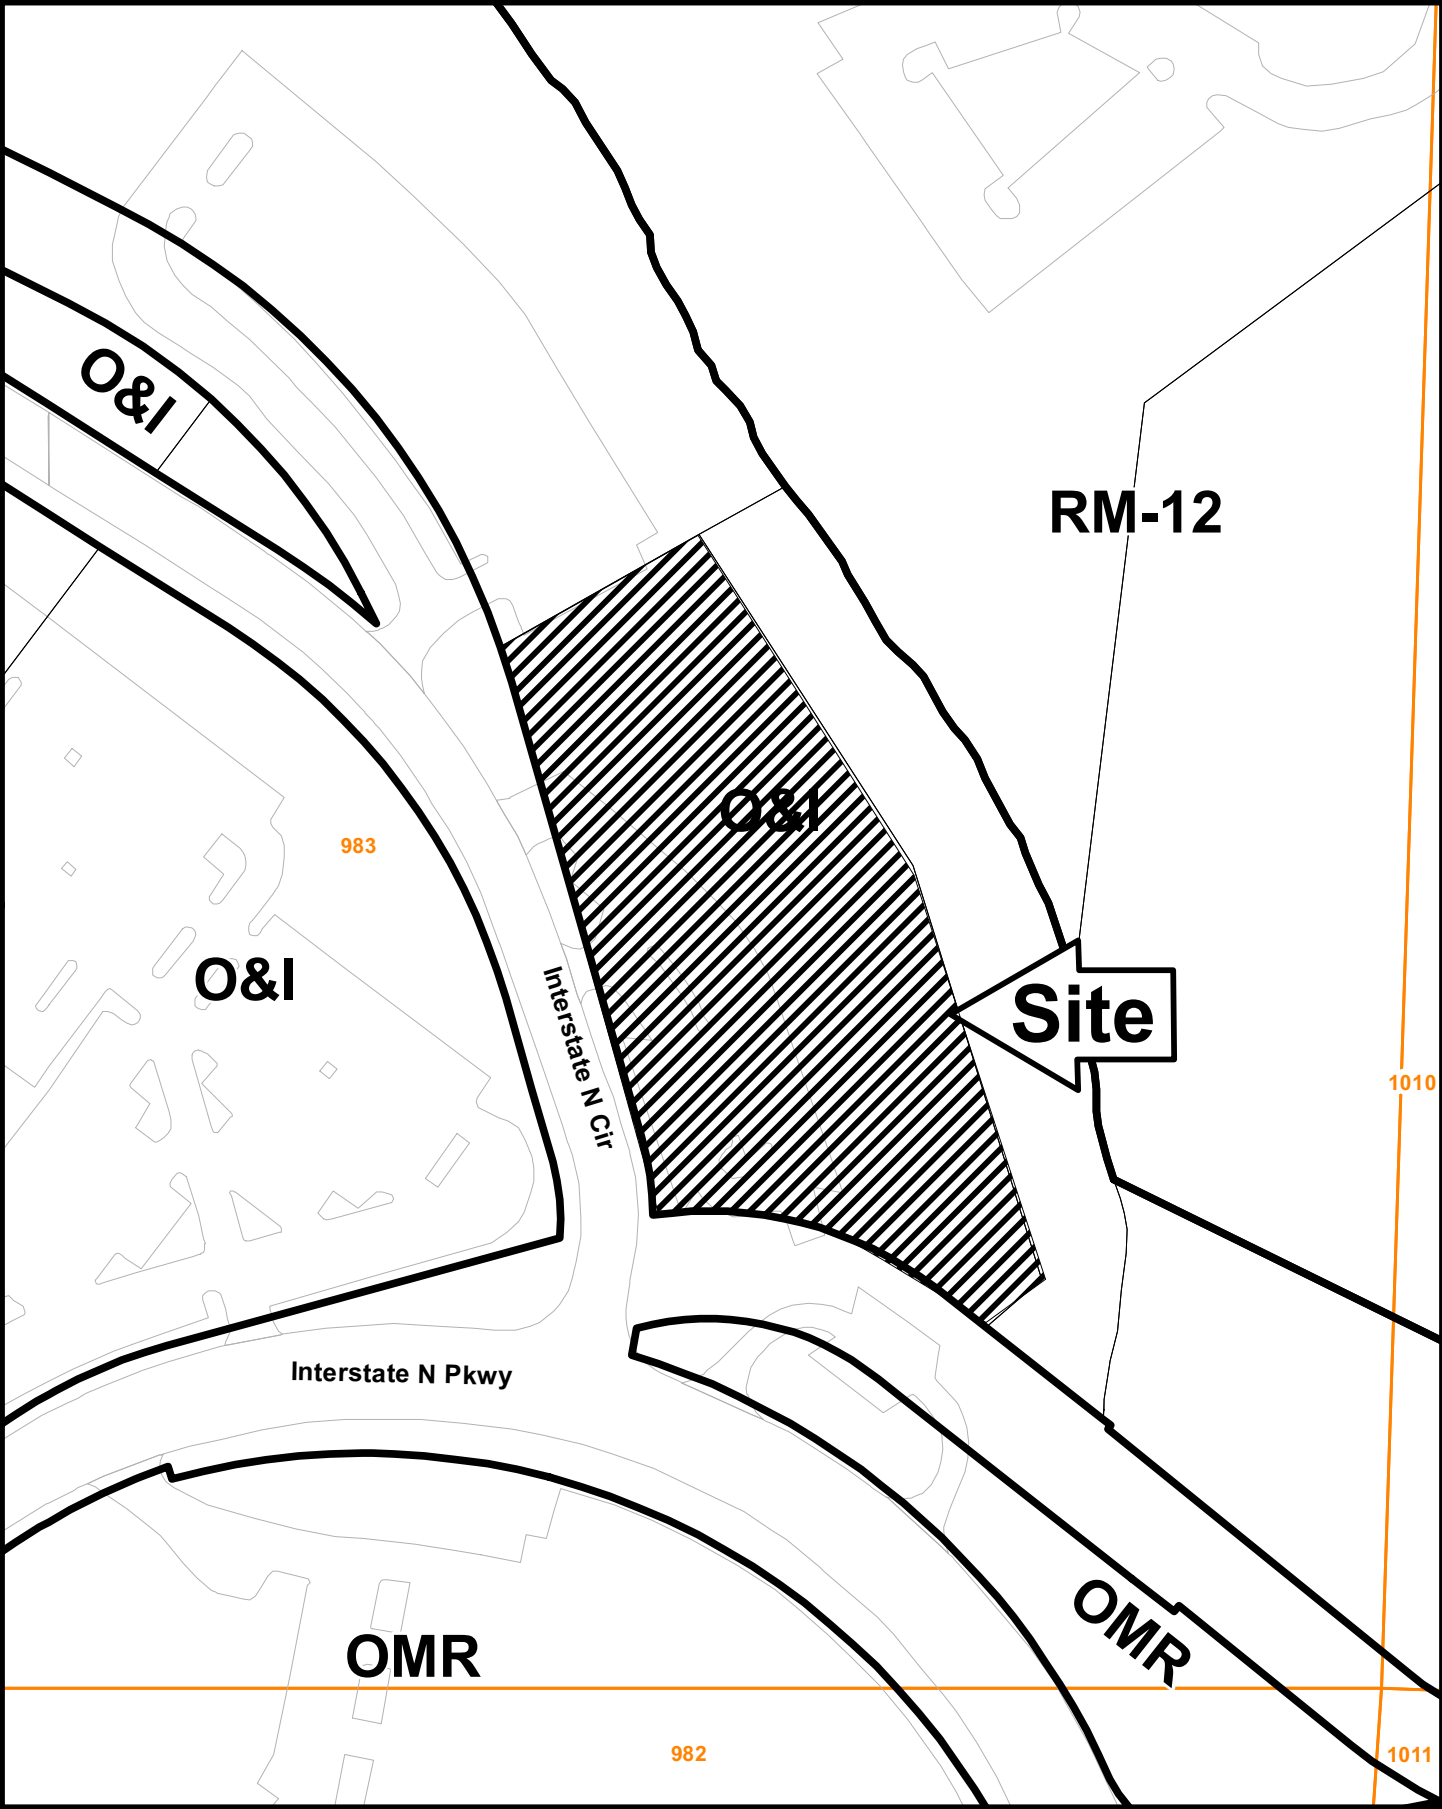 O&I
RM-12
O&I
983
O&I
Interstate N Cir
Site
1010
Interstate N Pkwy
OMR
OMR
982
1011